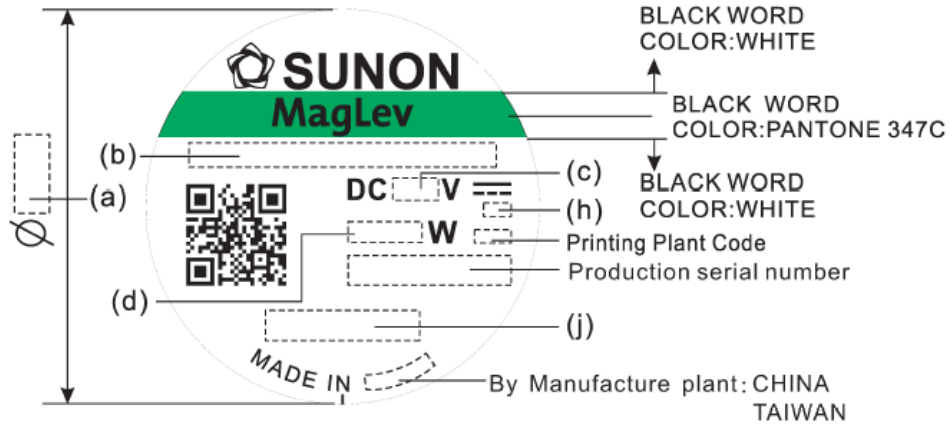 BLACK WORD
COLOR:WHITE
SUNON
MagLev
BLACK WORD
COLOR:PANTONE 347C
(b)
(a)
Ø
DC V
(c)
(h)
BLACK WORD
COLOR:WHITE
W
Printing Plant Code
Production serial number
(d)
(j)
MADE IN
By Manufacture plant: CHINA
TAIWAN